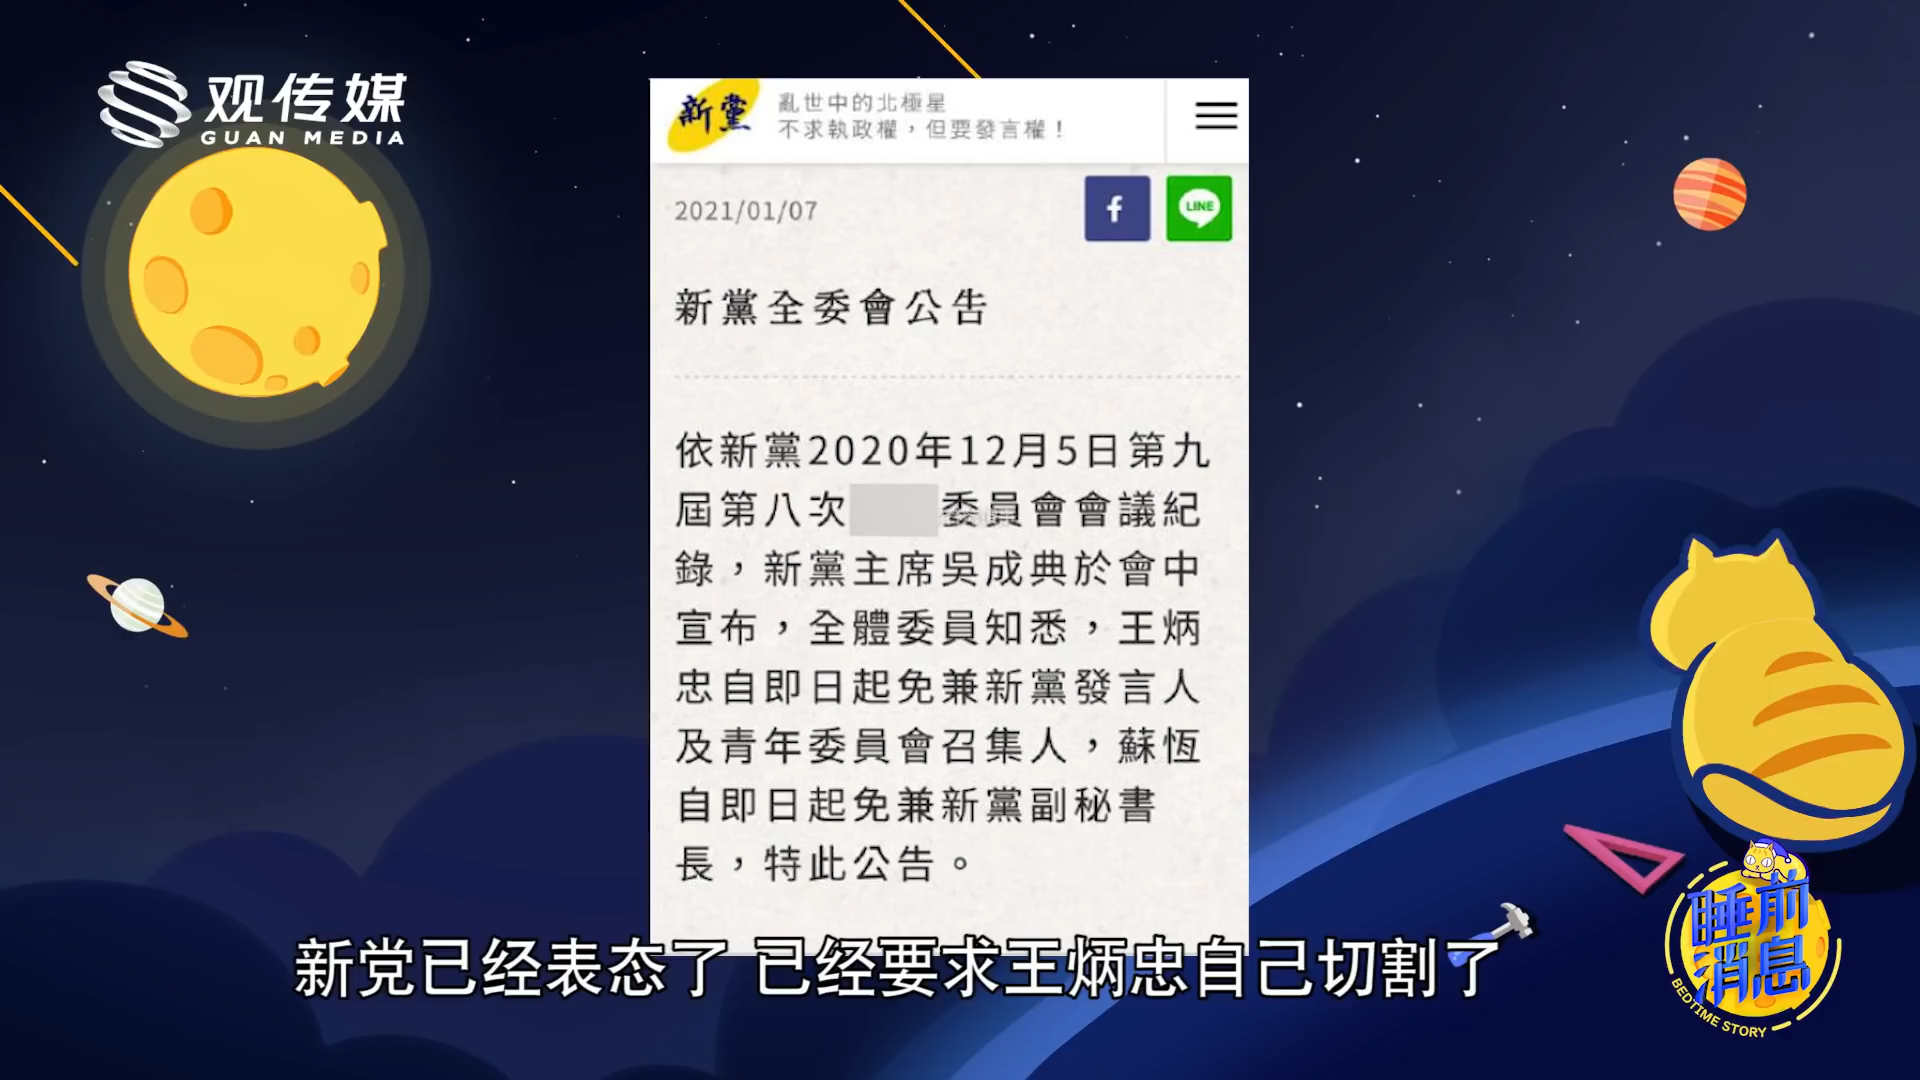 观传媒
GUAN MEDIA
新黨
亂世中的北極星
不求執政權，但要發言權！
2021/01/07
f
LINE
新黨全委會公告
依新黨2020年12月5日第九
屆第八次 委員會會議紀
錄，新黨主席吳成典於會中
宣布，全體委員知悉，王炳
忠自即日起免兼新黨發言人
及青年委員會召集人，蘇恆
自即日起免兼新黨副秘書
長，特此公告。
新党已经表态了 已经要求王炳忠自己切割了
睡前
消息
BEDTIME STORY